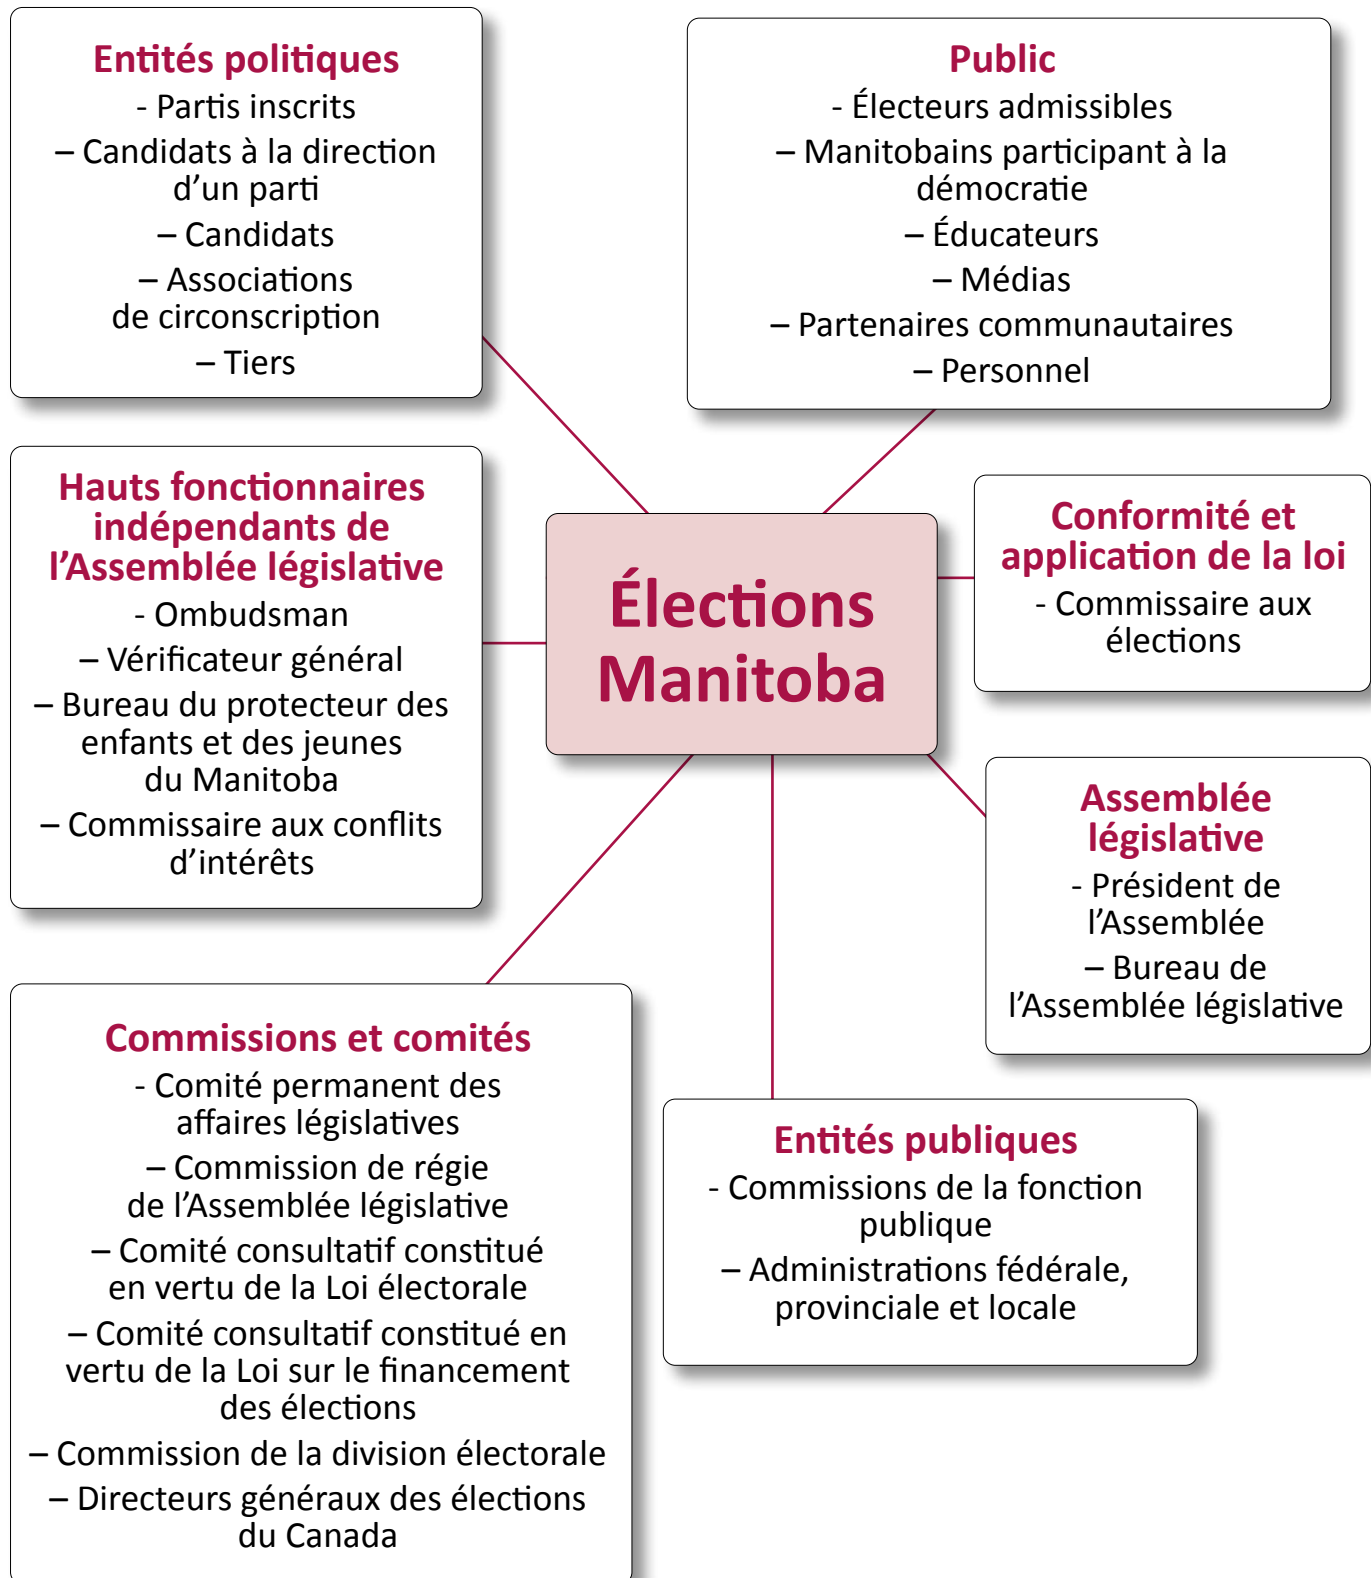 Entités politiques
- Partis inscrits
– Candidats à la direction
d’un parti
– Candidats
– Associations
de circonscription
– Tiers
Public
- Électeurs admissibles
– Manitobains participant à la
démocratie
– Éducateurs
– Médias
– Partenaires communautaires
– Personnel
Hauts fonctionnaires
indépendants de
l’Assemblée législative
- Ombudsman
– Vérificateur général
– Bureau du protecteur des
enfants et des jeunes
du Manitoba
– Commissaire aux conflits
d’intérêts
Élections
Manitoba
Conformité et
application de la loi
- Commissaire aux
élections
Assemblée
législative
- Président de
l’Assemblée
– Bureau de
l’Assemblée législative
Commissions et comités
- Comité permanent des
affaires législatives
– Commission de régie
de l’Assemblée législative
– Comité consultatif constitué
en vertu de la Loi électorale
– Comité consultatif constitué en
vertu de la Loi sur le financement
des élections
– Commission de la division électorale
– Directeurs généraux des élections
du Canada
Entités publiques
- Commissions de la fonction
publique
– Administrations fédérale,
provinciale et locale